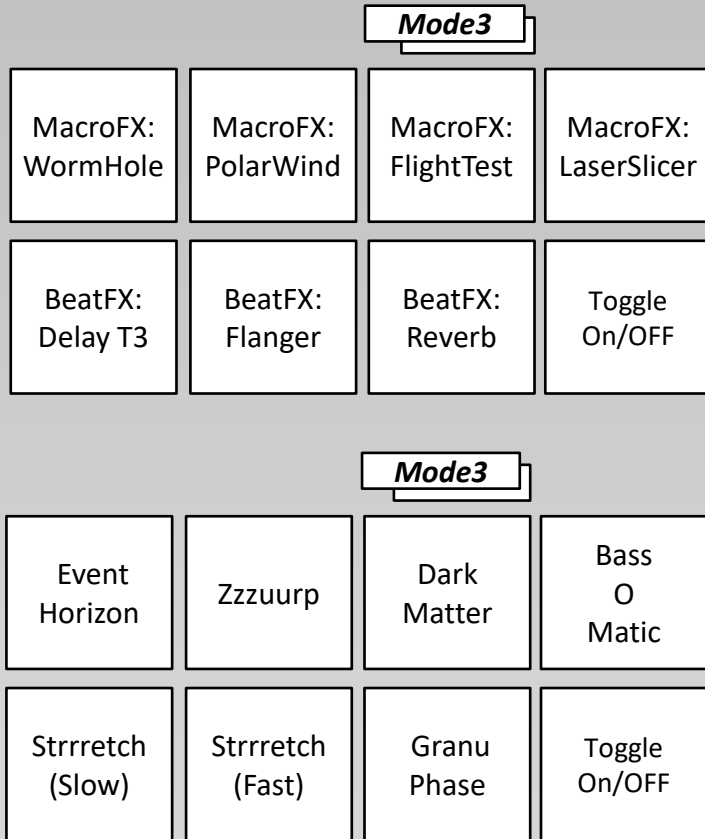 Mode3
MacroFX:
WormHole
MacroFX:
PolarWind
MacroFX:
FlightTest
MacroFX:
LaserSlicer
BeatFX:
Delay T3
BeatFX:
Flanger
BeatFX:
Reverb
Toggle
On/OFF
Mode3
Event
Horizon
Zzzuurp
Dark
Matter
Bass
O
Matic
Strrretch
(Slow)
Strrretch
(Fast)
Granu
Phase
Toggle
On/OFF